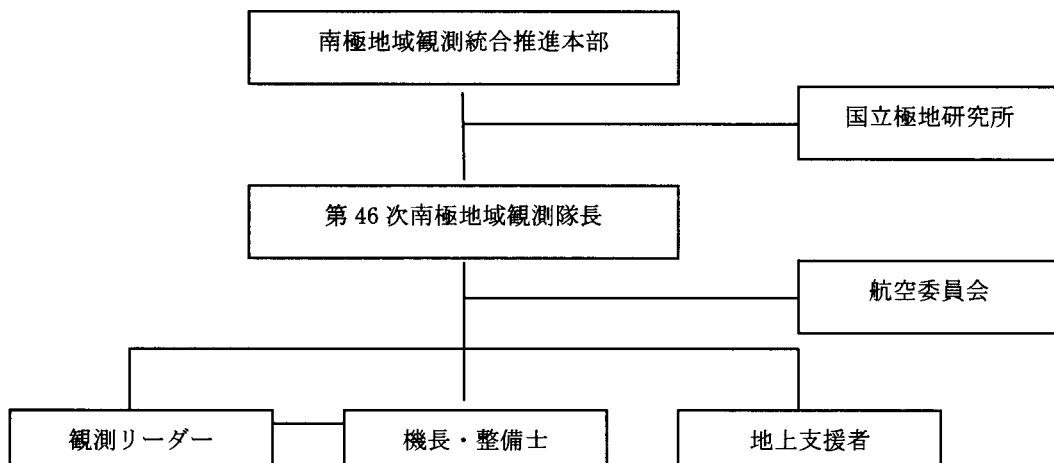 南極地域観測統合推進本部
国立極地研究所
第 46 次南極地域観測隊長
航空委員会
観測リーダー
機長・整備士
地上支援者